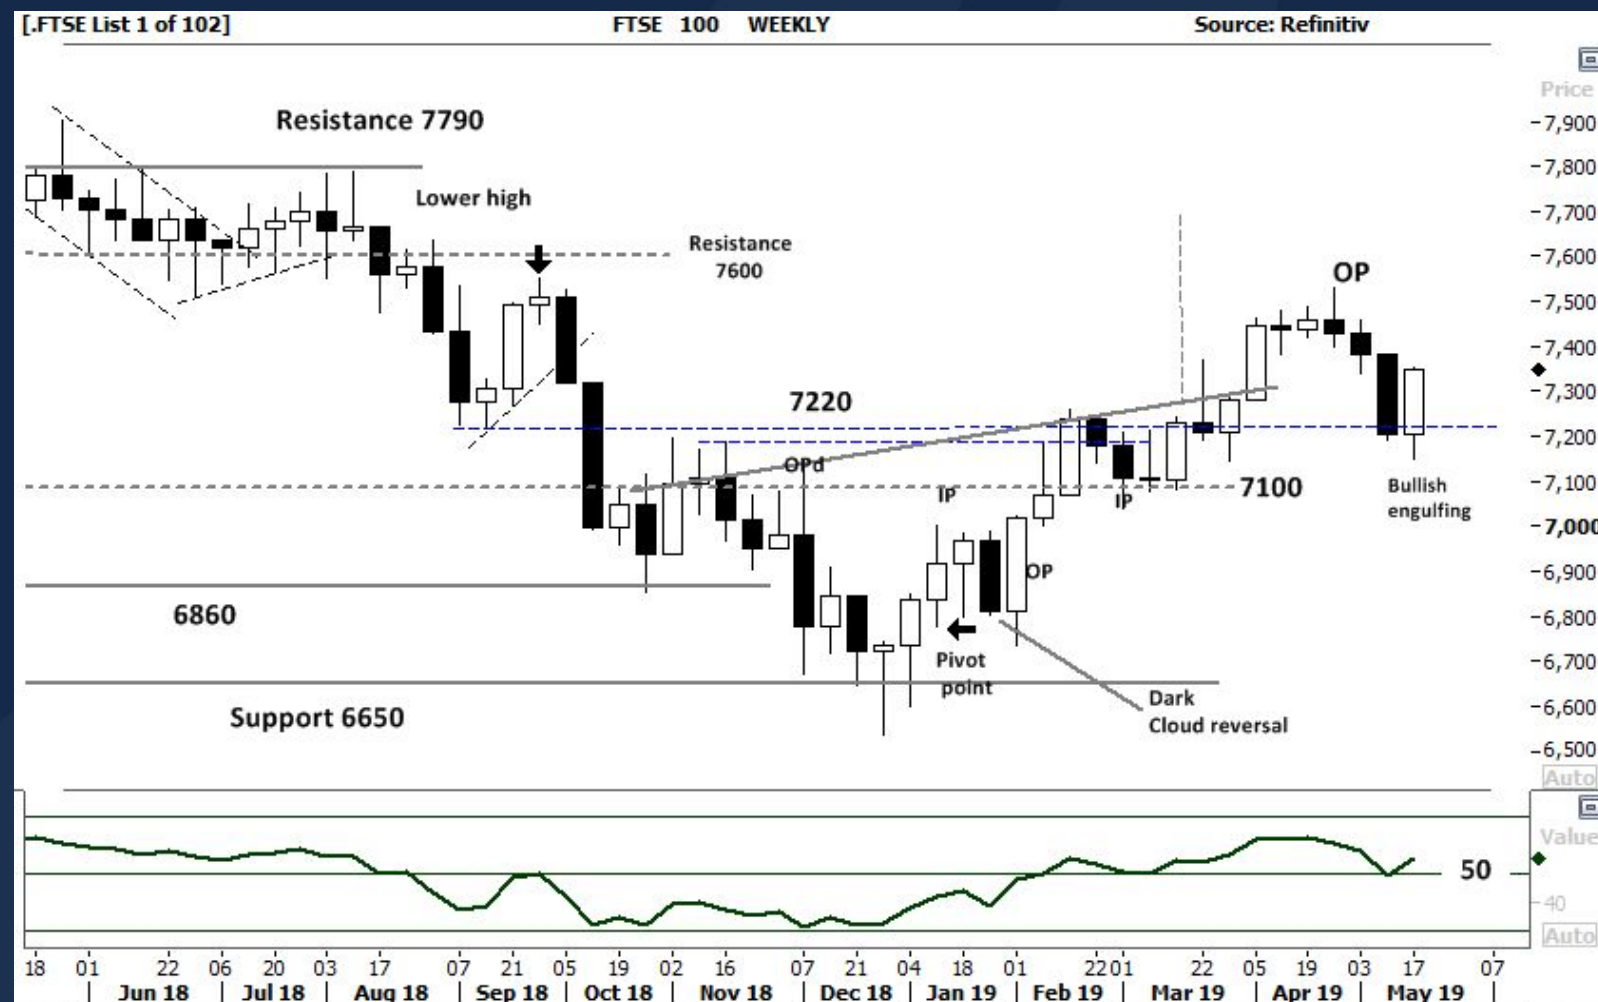 [.FTSE List 1 of 102] FTSE 100 WEEKLY Source: Refinitiv
Price
Resistance 7790
-7,900
-7,800
Lower high
-7,700
Resistance
7600
-7,600
OP
-7,500
-7,400
7220
-7,300
-7,200
OPd
IP
IP
7100
-7,100
Bullish
engulfing
-7,000
OP
-6,900
6860
-6,800
Pivot
point
-6,700
Dark
Cloud reversal
Support 6650
-6,600
-6,500
Auto
Value
50
40
Auto
18 01 22 06 20 03 17 07 21 05 19 02 16 07 21 04 18 01 22 01 22 05 19 03 17 07
Jun 18 Jul 18 Aug 18 Sep 18 Oct 18 Nov 18 Dec 18 Jan 19 Feb 19 Mar 19 Apr 19 May 19